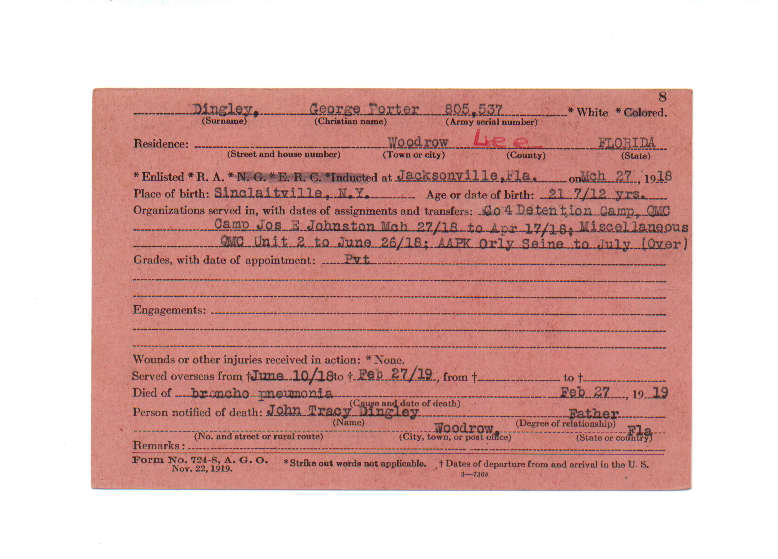 8
Dingley, George Porter 805,537 * White * Colored.
(Surname) (Christian name) (Army serial number)
Residence: Woodrow Lee FLORIDA
(Street and house number) (Town or city) (County) (State)
* Enlisted * R. A. * N. G. * E. R. C. * Inducted at Jacksonville, Fla. on Mch 27, 1918
Place of birth: Sinclaitville, N.Y. Age or date of birth: 21 7/12 yrs.
Organizations served in, with dates of assignments and transfers: Co 4 Detention Camp, QMC
Camp Jos E Johnston Mch 27/18 to Apr 17/18; Miscellaneous
QMC Unit 2 to June 26/18; AAPK Orly Seine to July (Over)
Grades, with date of appointment: Pvt
Engagements:
Wounds or other injuries received in action: * None.
Served overseas from † June 10/18 to † Feb 27/19, from † to †
Died of broncho pneumonia Feb 27, 19 19
(Cause and date of death)
Person notified of death: John Tracy Dingley Father
(Name) (Degree of relationship)
Woodrow, Fla
(No. and street or rural route) (City, town, or post office) (State or country)
Remarks:
Form No. 724-8, A. G. O. * Strike out words not applicable. † Dates of departure from and arrival in the U. S.
Nov. 22, 1919. 3—7368